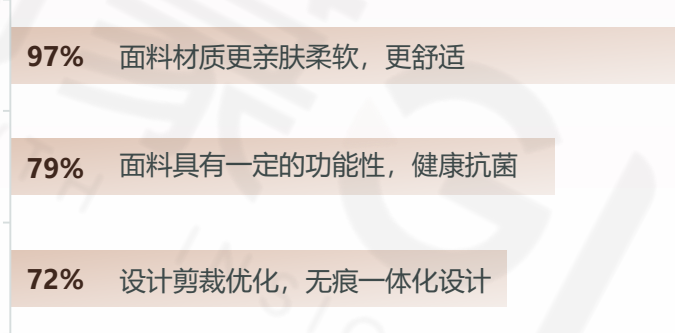 97% 面料材质更亲肤柔软，更舒适
79% 面料具有一定的功能性，健康抗菌
72% 设计剪裁优化，无痕一体化设计